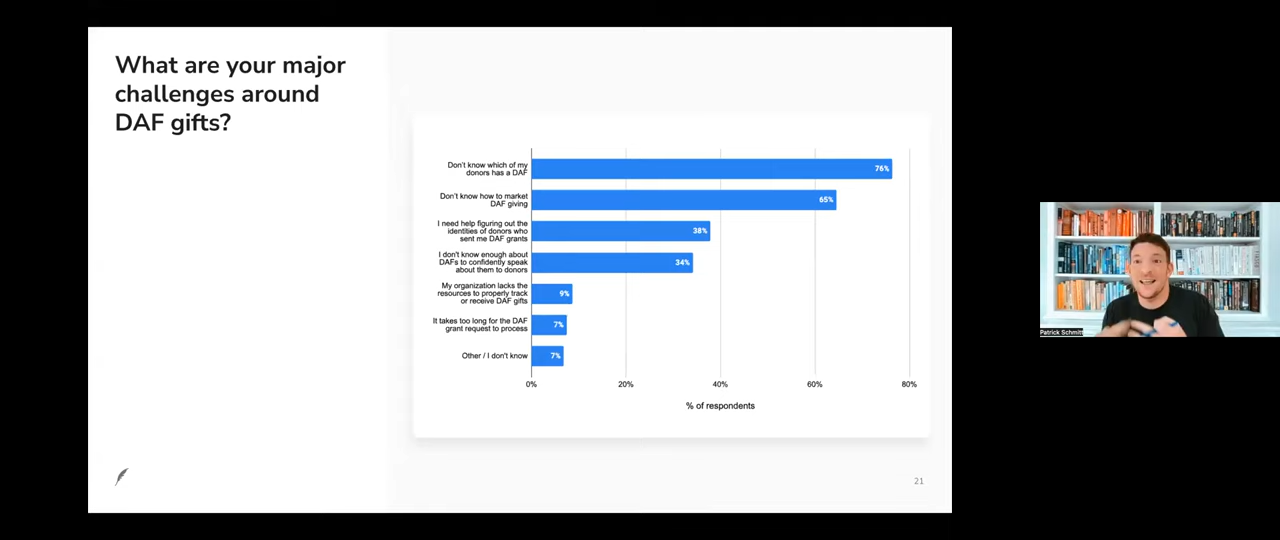 What are your major
challenges around
DAF gifts?
Don't know which of my
donors has a DAF
76%
Don't know how to market
DAF giving
65%
I need help figuring out the
identities of donors who
sent me DAF grants
38%
I don't know enough about
DAFs to confidently speak
about them to donors
34%
My organization lacks the
resources to properly track
or receive DAF gifts
9%
It takes too long for the DAF
grant request to process
7%
Other / I don't know
7%
0%
20%
40%
60%
80%
% of respondents
21
Patrick Schmitt